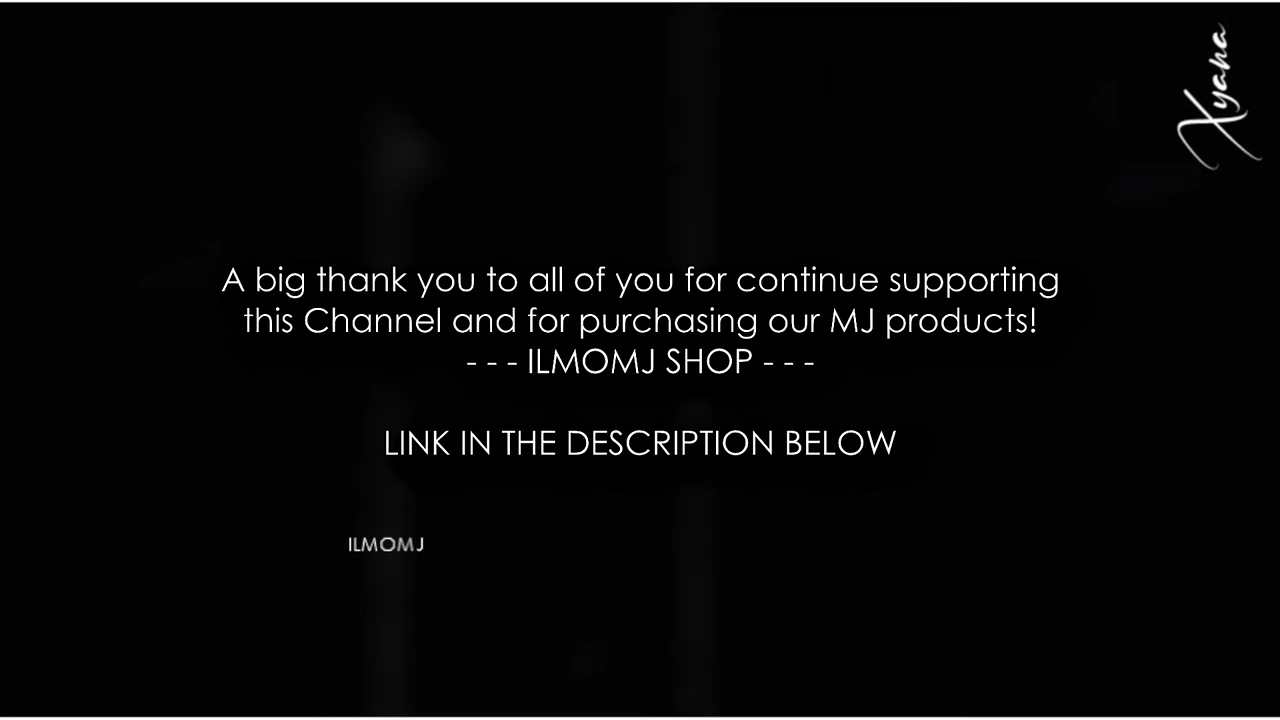 Xyana
A big thank you to all of you for continue supporting
this Channel and for purchasing our MJ products!
- - - ILMOMJ SHOP - - -
LINK IN THE DESCRIPTION BELOW
ILMOMJ